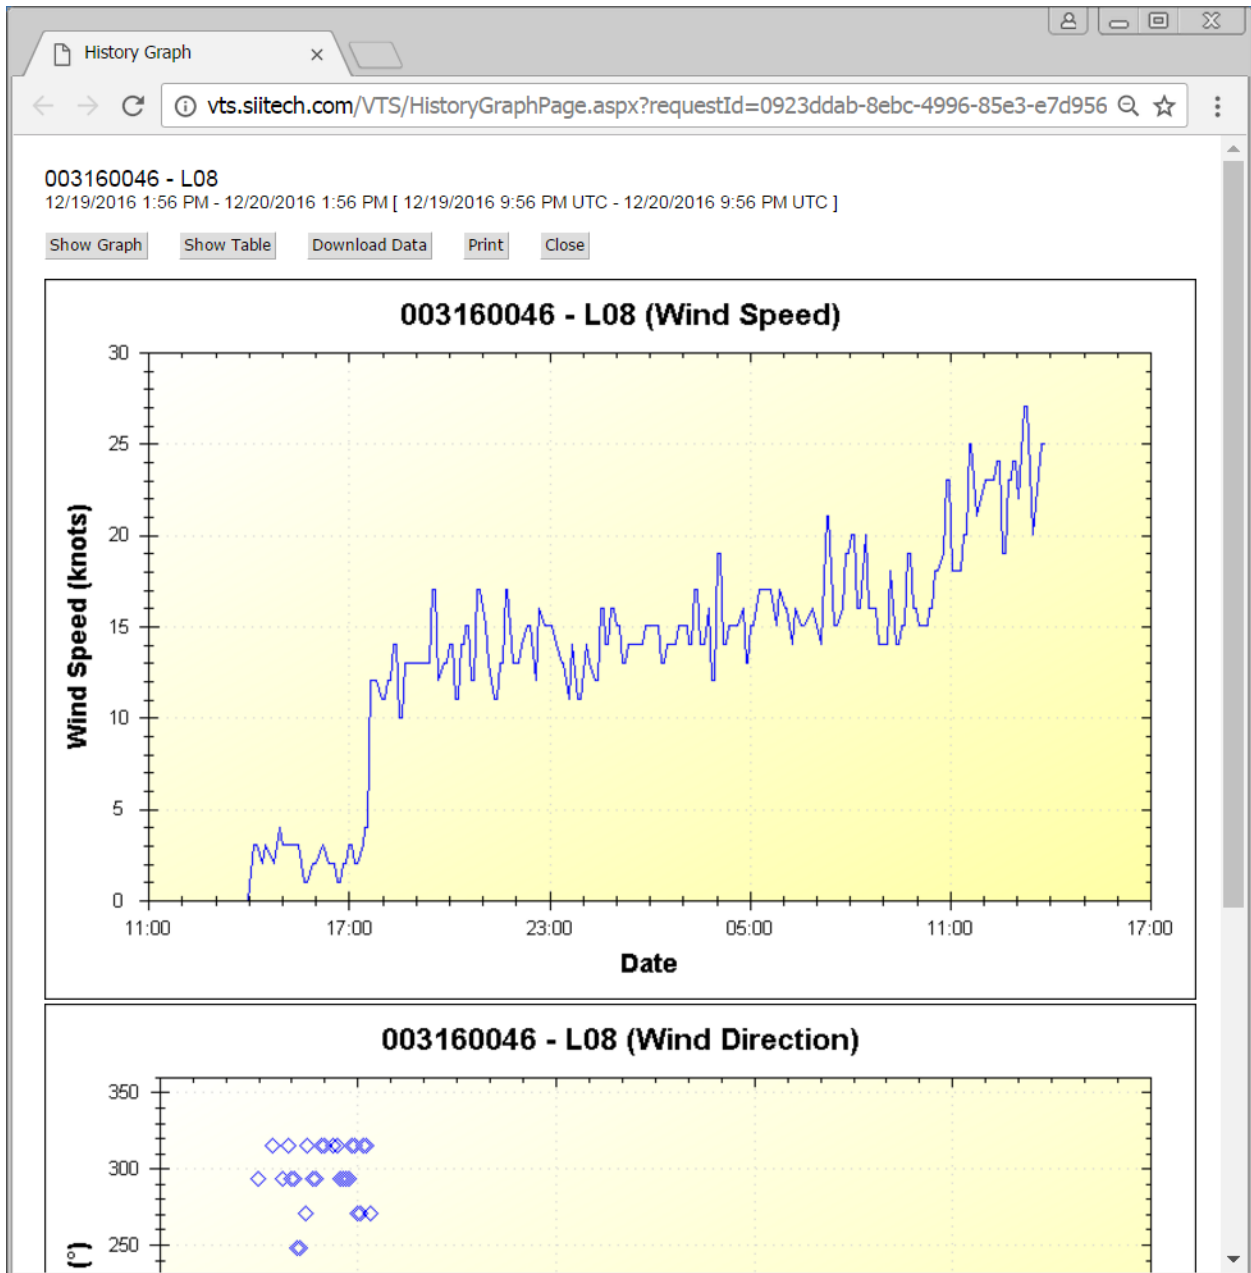 History Graph
vts.siitech.com/VTS/HistoryGraphPage.aspx?requestId=0923ddab-8ebc-4996-85e3-e7d956
003160046 - L08
12/19/2016 1:56 PM - 12/20/2016 1:56 PM [ 12/19/2016 9:56 PM UTC - 12/20/2016 9:56 PM UTC ]
Show Graph Show Table Download Data Print Close
003160046 - L08 (Wind Speed)
30
25
20
15
10
5
0
Wind Speed (knots)
11:00 17:00 23:00 05:00 11:00 17:00
Date
003160046 - L08 (Wind Direction)
350
300
250
(°)